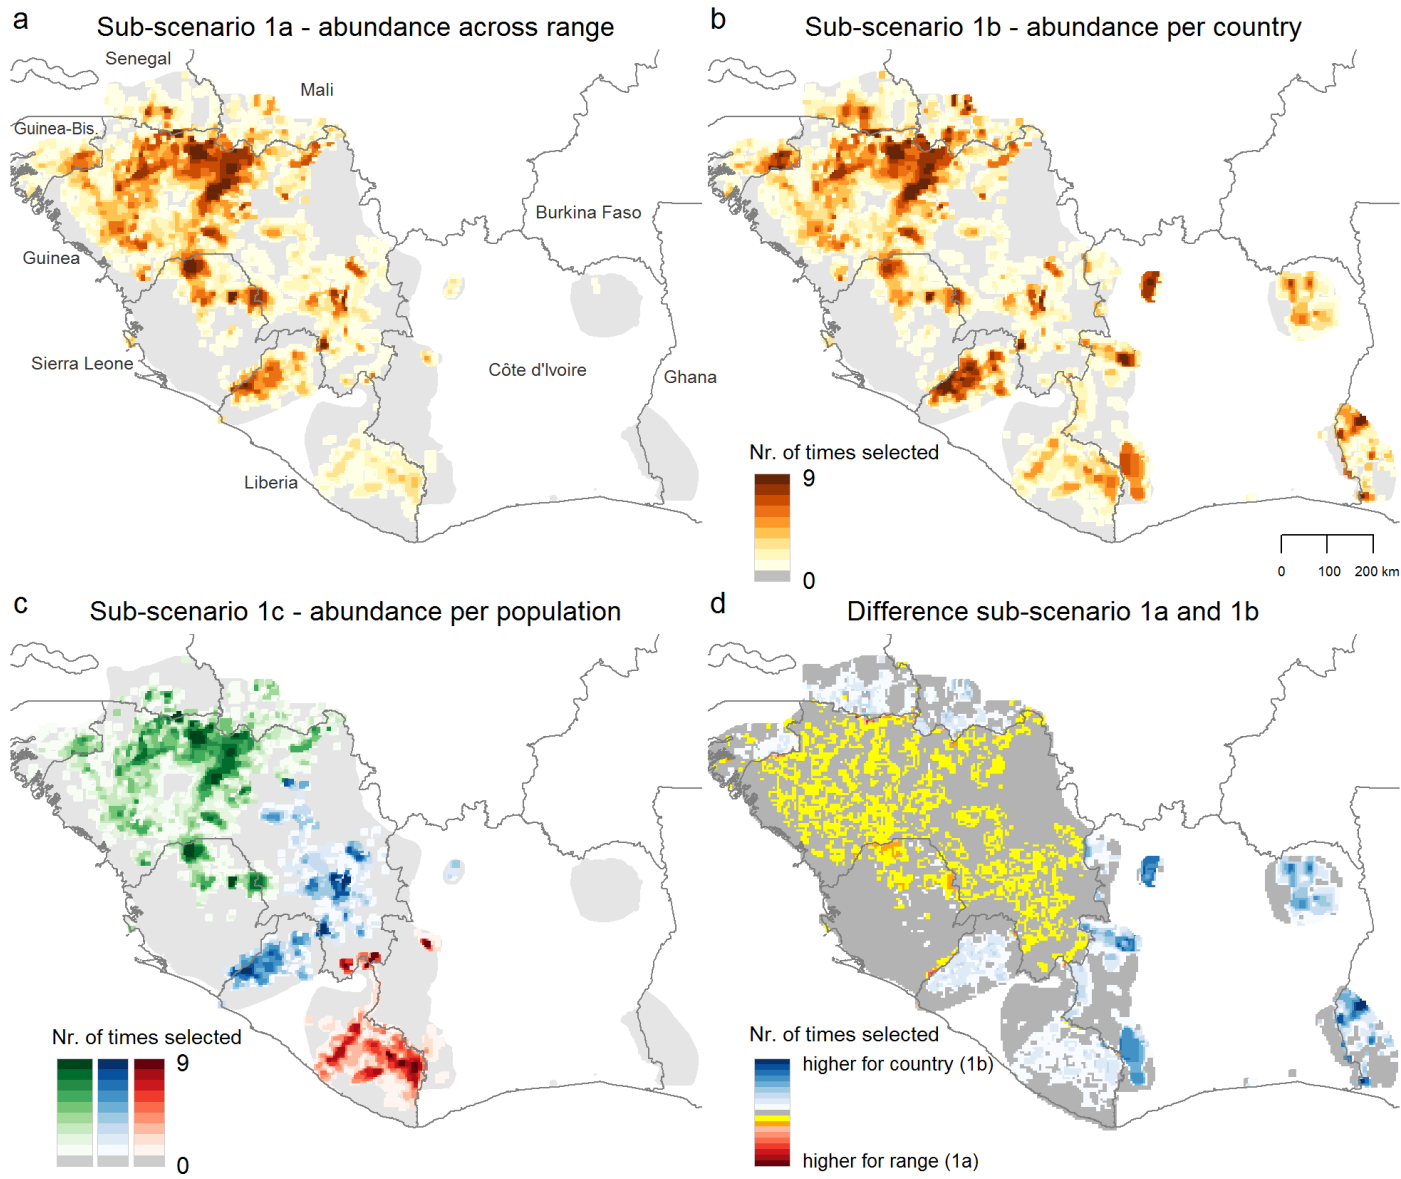 a
Sub-scenario 1a - abundance across range
Senegal
Mali
Guinea-Bis.
Burkina Faso
Guinea
Sierra Leone
Côte d'Ivoire
Ghana
Liberia
b
Sub-scenario 1b - abundance per country
Nr. of times selected
9
0
0 100 200 km
c
Sub-scenario 1c - abundance per population
Nr. of times selected
9
0
d
Difference sub-scenario 1a and 1b
Nr. of times selected
higher for country (1b)
higher for range (1a)